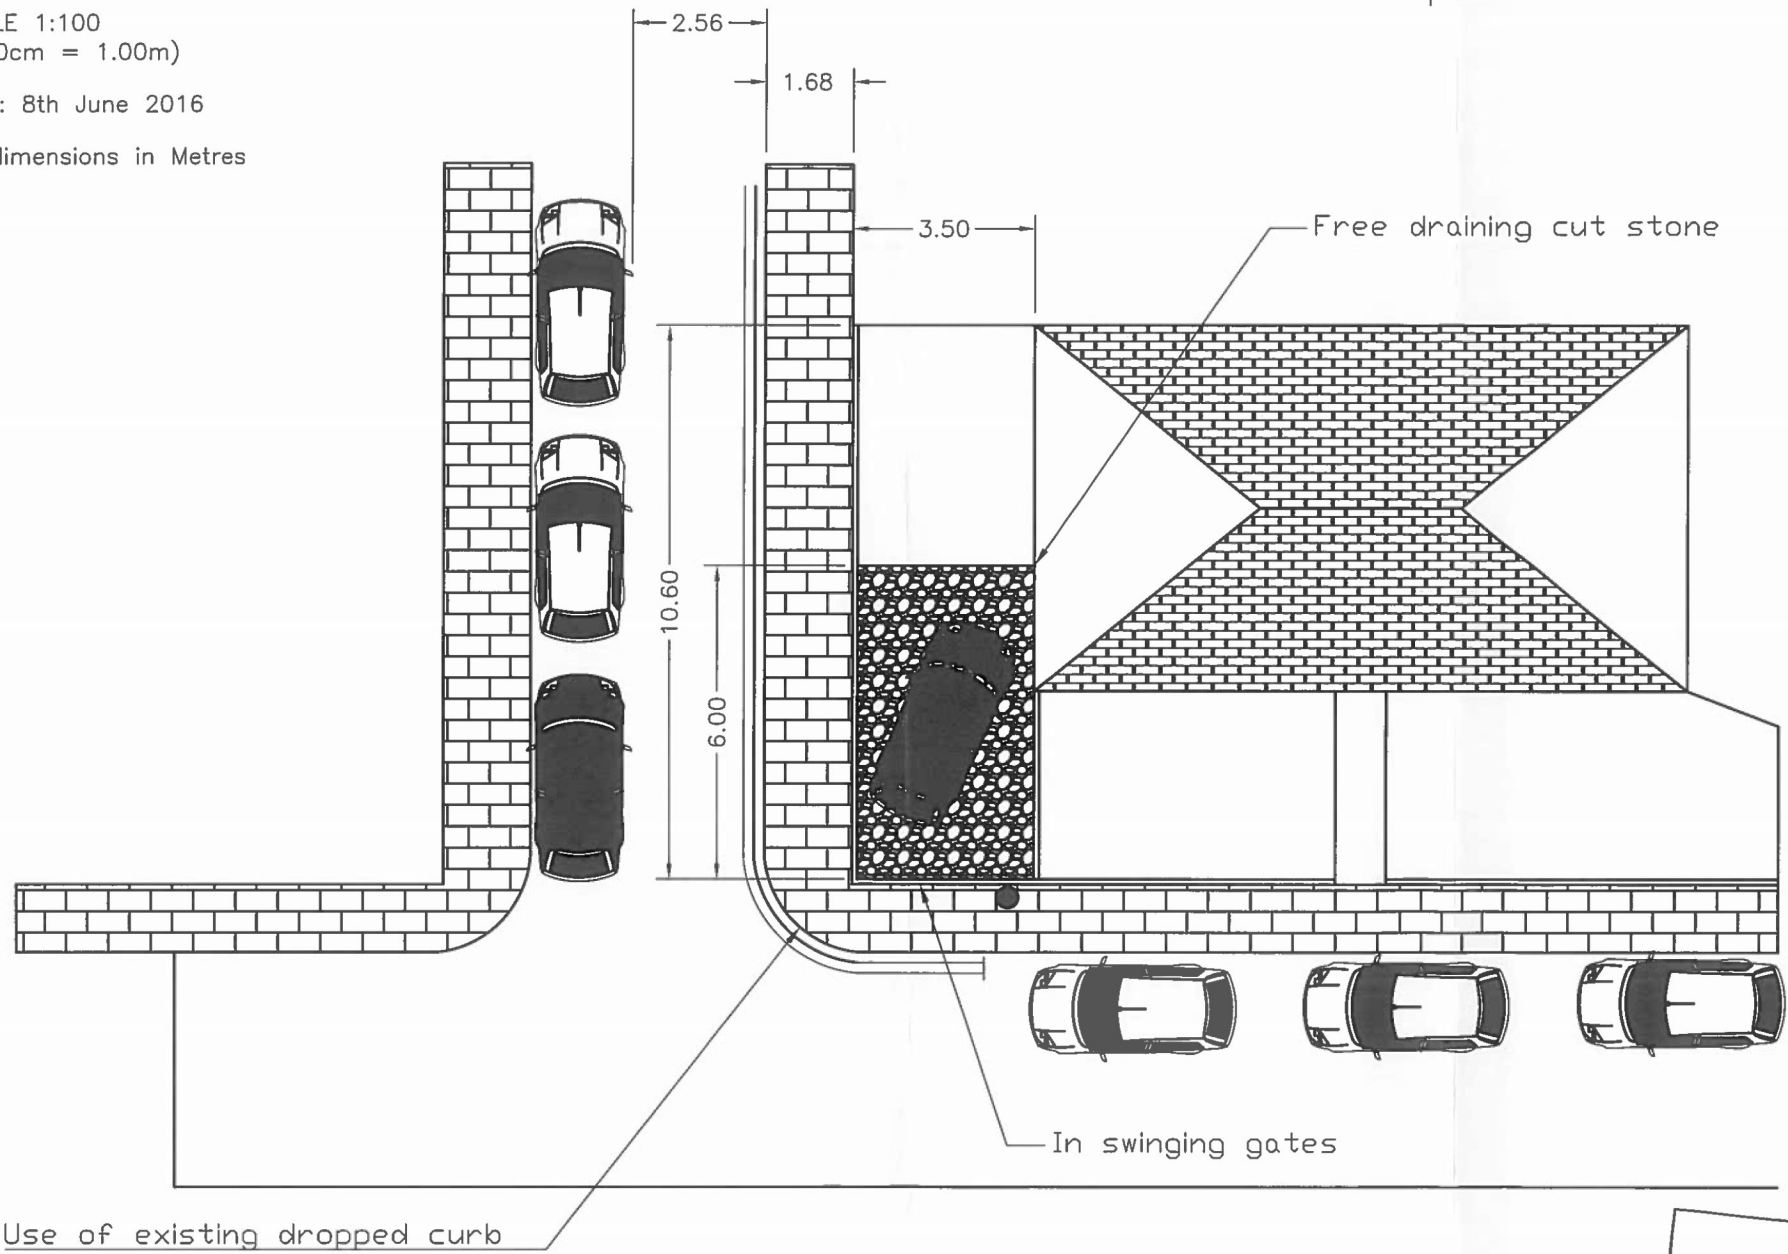 LE 1:100
0cm = 1.00m)
: 8th June 2016
dimensions in Metres
2.56
1.68
3.50
Free draining cut stone
10.60
6.00
In swinging gates
Use of existing dropped curb